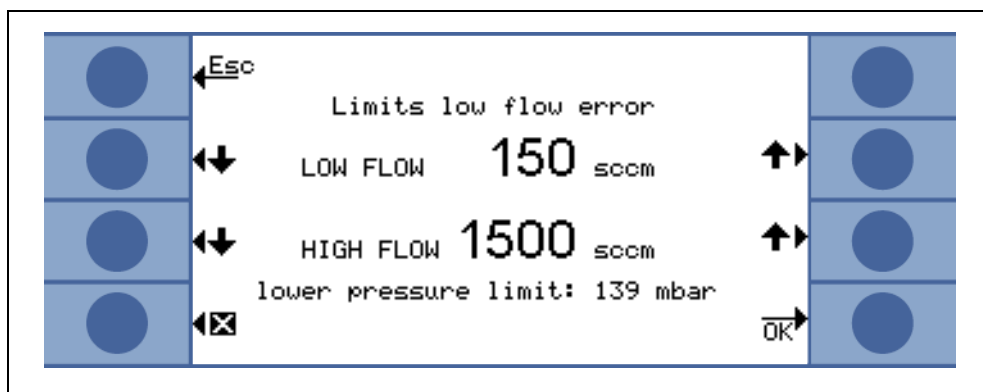 Esc
Limits low flow error
LOW FLOW 150 sccm
HIGH FLOW 1500 sccm
lower pressure limit: 139 mbar
OK